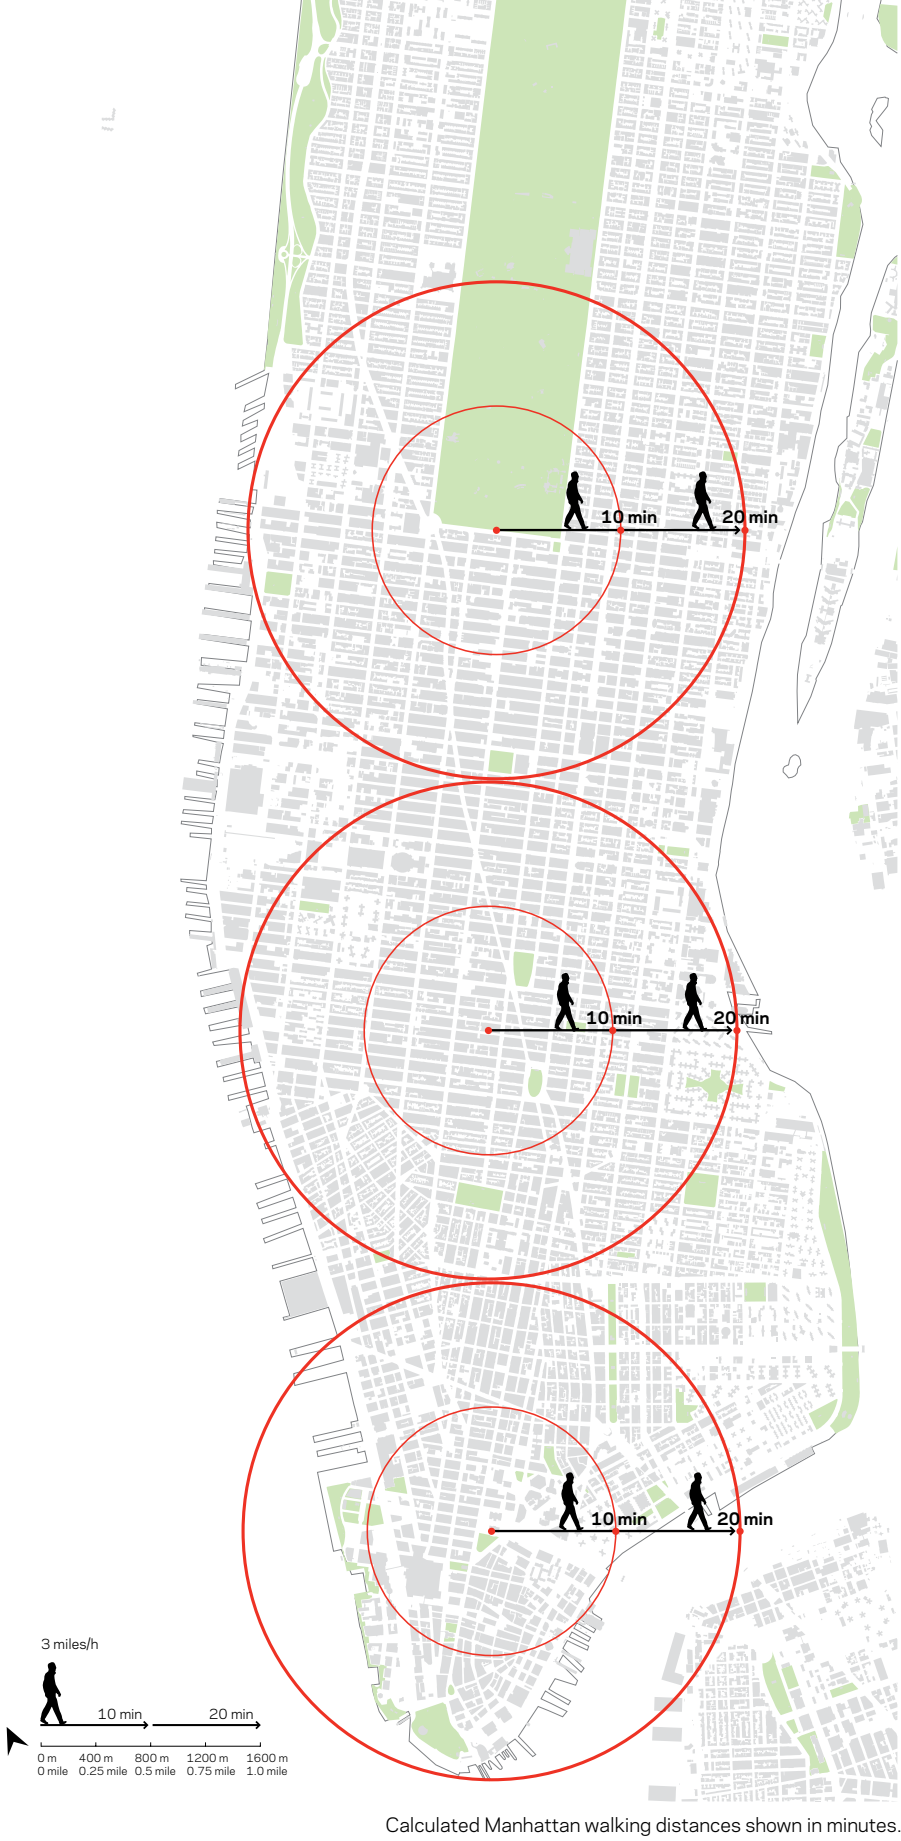 10 min 20 min
10 min 20 min
10 min 20 min
3 miles/h
10 min 20 min
0 m 400 m 800 m 1200 m 1600 m
0 mile 0.25 mile 0.5 mile 0.75 mile 1.0 mile
Calculated Manhattan walking distances shown in minutes.